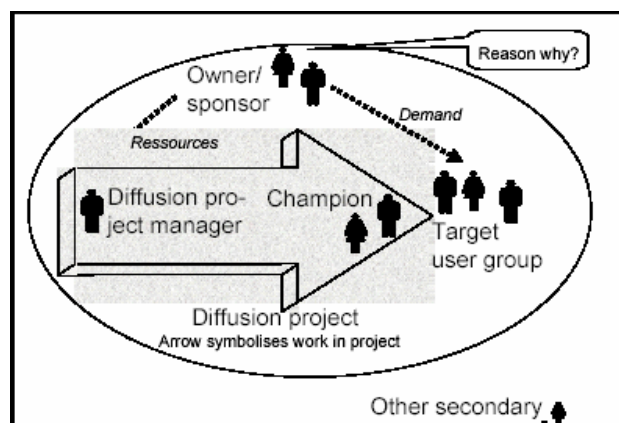 Reason why?
Owner/
sponsor
Demand
Ressources
Diffusion pro-
ject manager
Champion
Target
user group
Diffusion project
Arrow symbolises work in project
Other secondary